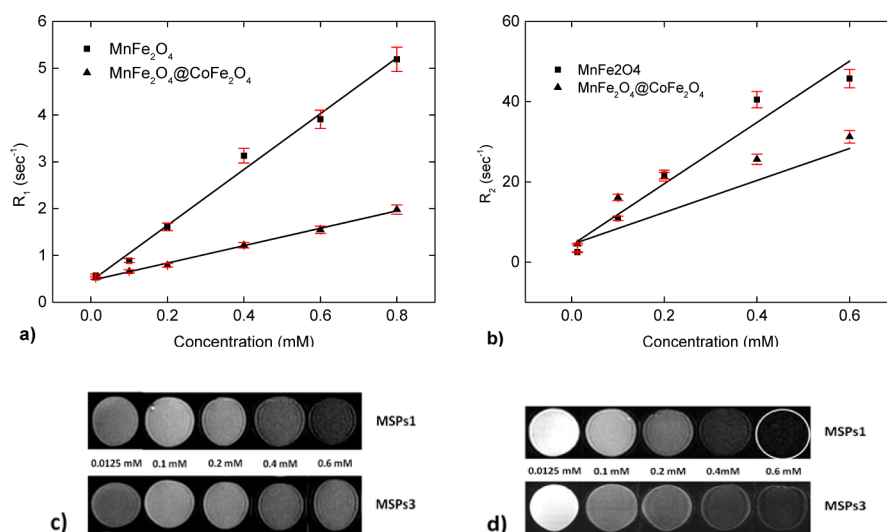 6
5
4
3
2
1
0
R₁ (sec⁻¹)
MnFe₂O₄
MnFe₂O₄@CoFe₂O₄
0.0 0.2 0.4 0.6 0.8
Concentration (mM)
a)
60
40
20
0
R₂ (sec⁻¹)
MnFe2O4
MnFe₂O₄@CoFe₂O₄
0.0 0.2 0.4 0.6
Concentration (mM)
b)
MSPs1
0.0125 mM 0.1 mM 0.2 mM 0.4 mM 0.6 mM
MSPs3
c)
MSPs1
0.0125 mM 0.1 mM 0.2 mM 0.4mM 0.6 mM
MSPs3
d)